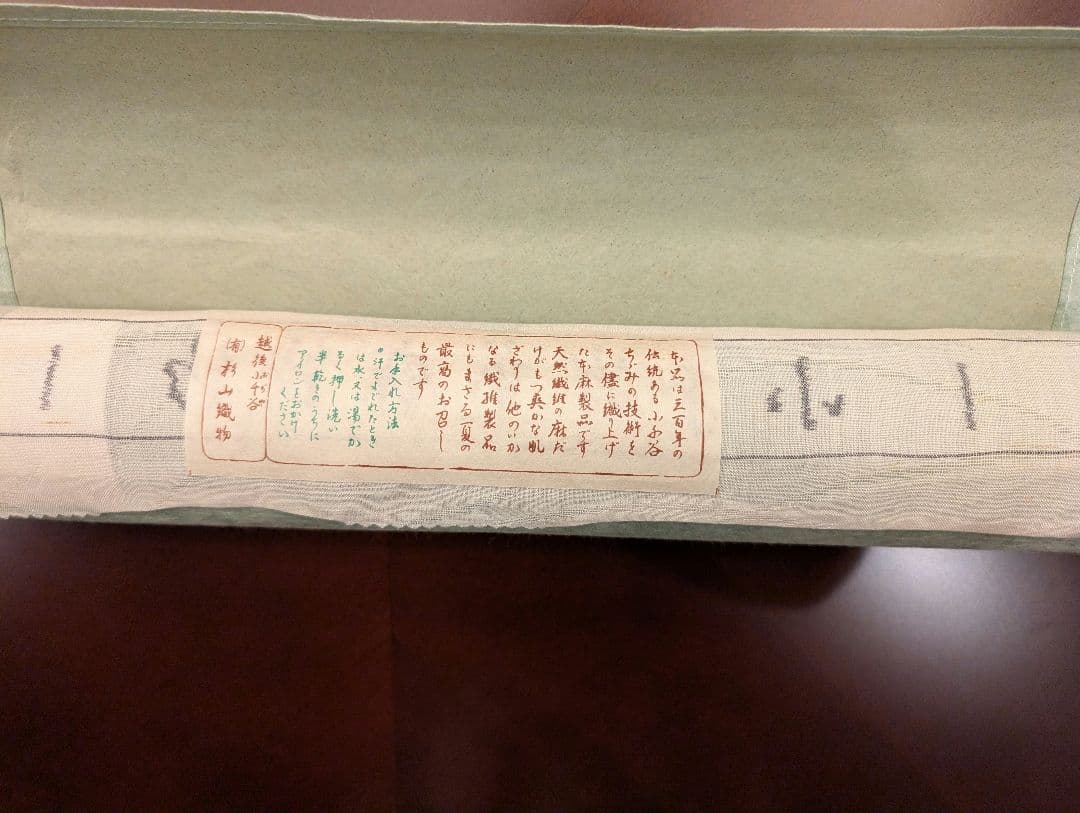 本品は三百年の
伝統ある小千谷
ちぢみの技術を
その儘に織り上げ
た本麻製品です
天然繊維の麻だ
けがもつ爽かな肌
ざわりは他のいか
なる繊維製品
にもまさる夏の
最高のお召し
ものです
お手入れ方法
◦汗でよごれたとき
は水又は湯でか
るく押し洗い
半乾きのうちに
アイロンをおかけ
ください
越後小千谷
(有)杉山織物
小